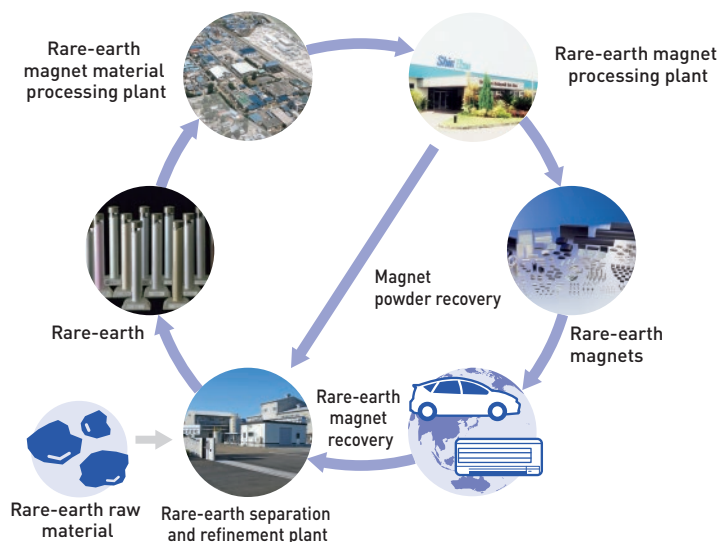 Rare-earth
magnet material
processing plant
Rare-earth magnet
processing plant
Magnet
powder recovery
Rare-earth
Rare-earth
magnets
Rare-earth
magnet
recovery
Rare-earth raw
material
Rare-earth separation
and refinement plant